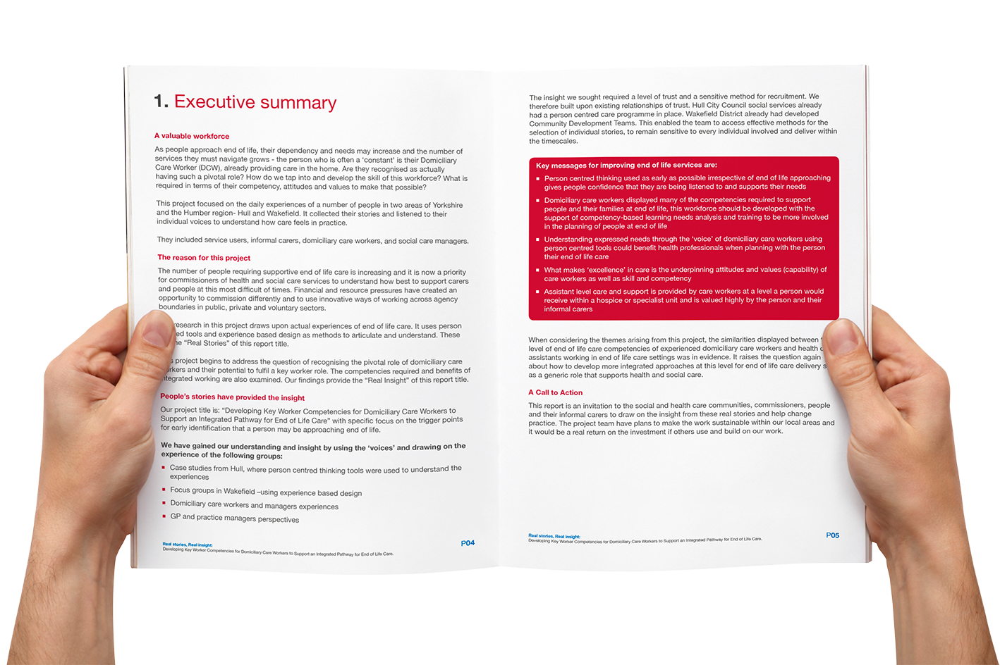 1. Executive summary
A valuable workforce
As people approach end of life, their dependency and needs may increase and the number of
services they must navigate grows - the person who is often a ‘constant’ is their Domiciliary
Care Worker (DCW), already providing care in the home. Are they recognised as actually
having such a pivotal role? How do we tap into and develop the skill of this workforce? What is
required in terms of their competency, attitudes and values to make that possible?
This project focused on the daily experiences of a number of people in two areas of Yorkshire
and the Humber region- Hull and Wakefield. It collected their stories and listened to their
individual voices to understand how care feels in practice.
They included service users, informal carers, domiciliary care workers, and social care managers.
The reason for this project
The number of people requiring supportive end of life care is increasing and it is now a priority
for commissioners of health and social care services to understand how best to support carers
and people at this most difficult of times. Financial and resource pressures have created an
opportunity to commission differently and to use innovative ways of working across agency
boundaries in public, private and voluntary sectors.
research in this project draws upon actual experiences of end of life care. It uses person
tools and experience based design as methods to articulate and understand. These
“Real Stories” of this report title.
project begins to address the question of recognising the pivotal role of domiciliary care
and their potential to fulfil a key worker role. The competencies required and benefits of
integrated working are also examined. Our findings provide the “Real Insight” of this report title.
People’s stories have provided the insight
Our project title is: “Developing Key Worker Competencies for Domiciliary Care Workers to
Support an Integrated Pathway for End of Life Care” with specific focus on the trigger points
for early identification that a person may be approaching end of life.
We have gained our understanding and insight by using the ‘voices’ and drawing on the
experience of the following groups:
Case studies from Hull, where person centred thinking tools were used to understand the
experiences
Focus groups in Wakefield –using experience based design
Domiciliary care workers and managers experiences
GP and practice managers perspectives
Real stories, Real insight:
Developing Key Worker Competencies for Domiciliary Care Workers to Support an Integrated Pathway for End of Life Care.
P04
The insight we sought required a level of trust and a sensitive method for recruitment. We
therefore built upon existing relationships of trust. Hull City Council social services already
had a person centred care programme in place. Wakefield District already had developed
Community Development Teams. This enabled the team to access effective methods for the
selection of individual stories, to remain sensitive to every individual involved and deliver within
the timescales.
Key messages for improving end of life services are:
Person centred thinking used as early as possible irrespective of end of life approaching
gives people confidence that they are being listened to and supports their needs
Domiciliary care workers displayed many of the competencies required to support
people and their families at end of life, this workforce should be developed with the
support of competency-based learning needs analysis and training to be more involved
in the planning of people at end of life
Understanding expressed needs through the ‘voice’ of domiciliary care workers using
person centred tools could benefit health professionals when planning with the person
their end of life care
What makes ‘excellence’ in care is the underpinning attitudes and values (capability) of
care workers as well as skill and competency
Assistant level care and support is provided by care workers at a level a person would
receive within a hospice or specialist unit and is valued highly by the person and their
informal carers
When considering the themes arising from this project, the similarities displayed between
level of end of life care competencies of experienced domiciliary care workers and health
assistants working in end of life care settings was in evidence. It raises the question again
about how to develop more integrated approaches at this level for end of life care delivery
as a generic role that supports health and social care.
A Call to Action
This report is an invitation to the social and health care communities, commissioners, people
and their informal carers to draw on the insight from these real stories and help change
practice. The project team have plans to make the work sustainable within our local areas and
it would be a real return on the investment if others use and build on our work.
Real stories, Real insight:
Developing Key Worker Competencies for Domiciliary Care Workers to Support an Integrated Pathway for End of Life Care.
P05